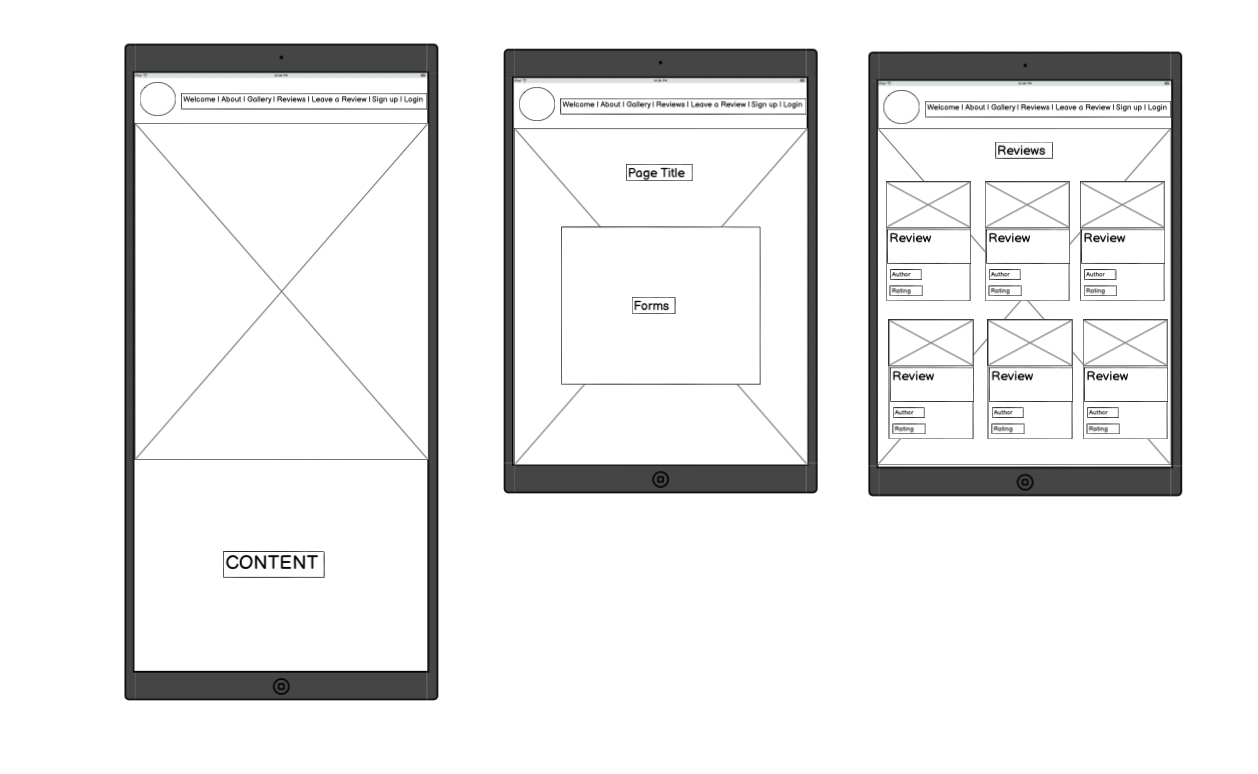 Welcome | About | Gallery | Reviews | Leave a Review | Sign up | Login
CONTENT
Welcome | About | Gallery | Reviews | Leave a Review | Sign up | Login
Page Title
Forms
Welcome | About | Gallery | Reviews | Leave a Review | Sign up | Login
Reviews
Review Review Review
Author Author Author
Rating Rating Rating
Review Review Review
Author Author Author
Rating Rating Rating